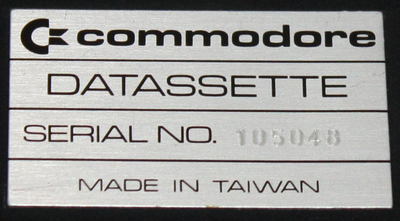 commodore
DATASSETTE
SERIAL NO. 105048
MADE IN TAIWAN